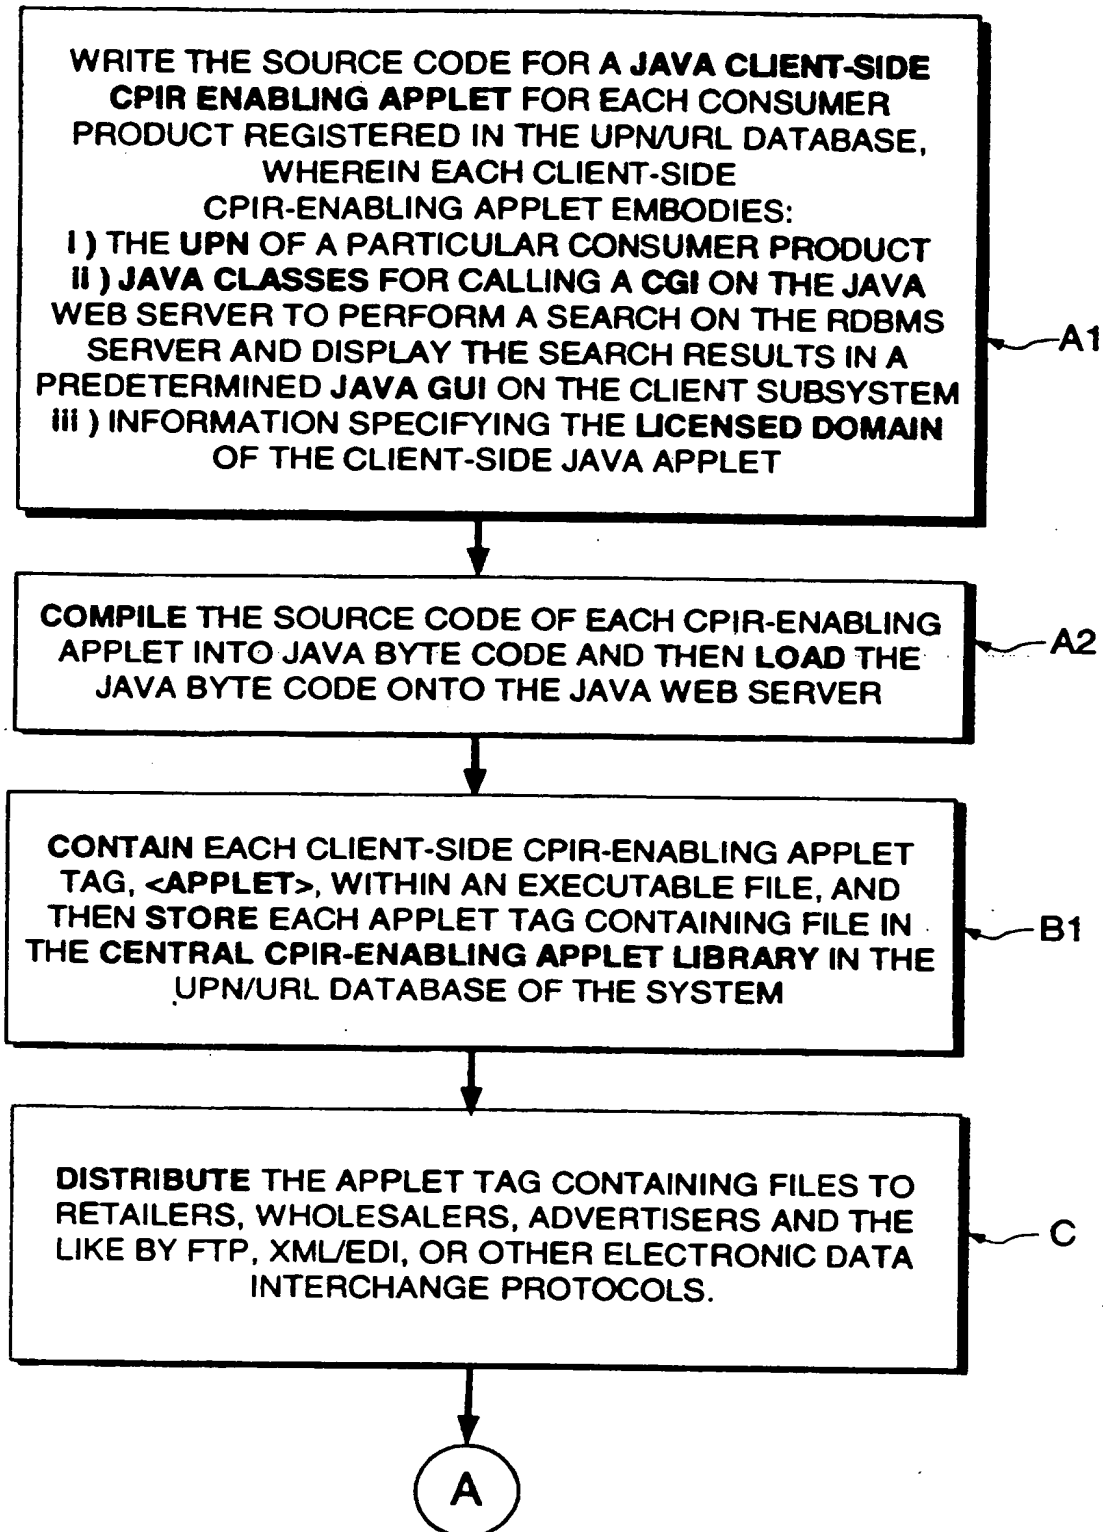 WRITE THE SOURCE CODE FOR A JAVA CLIENT-SIDE
CPIR ENABLING APPLET FOR EACH CONSUMER
PRODUCT REGISTERED IN THE UPN/URL DATABASE,
WHEREIN EACH CLIENT-SIDE
CPIR-ENABLING APPLET EMBODIES:
i ) THE UPN OF A PARTICULAR CONSUMER PRODUCT
ii ) JAVA CLASSES FOR CALLING A CGI ON THE JAVA
WEB SERVER TO PERFORM A SEARCH ON THE RDBMS
SERVER AND DISPLAY THE SEARCH RESULTS IN A
PREDETERMINED JAVA GUI ON THE CLIENT SUBSYSTEM
iii ) INFORMATION SPECIFYING THE LICENSED DOMAIN
OF THE CLIENT-SIDE JAVA APPLET
A1
COMPILE THE SOURCE CODE OF EACH CPIR-ENABLING
APPLET INTO JAVA BYTE CODE AND THEN LOAD THE
JAVA BYTE CODE ONTO THE JAVA WEB SERVER
A2
CONTAIN EACH CLIENT-SIDE CPIR-ENABLING APPLET
TAG, <APPLET>, WITHIN AN EXECUTABLE FILE, AND
THEN STORE EACH APPLET TAG CONTAINING FILE IN
THE CENTRAL CPIR-ENABLING APPLET LIBRARY IN THE
UPN/URL DATABASE OF THE SYSTEM
B1
DISTRIBUTE THE APPLET TAG CONTAINING FILES TO
RETAILERS, WHOLESALERS, ADVERTISERS AND THE
LIKE BY FTP, XML/EDI, OR OTHER ELECTRONIC DATA
INTERCHANGE PROTOCOLS.
C
A